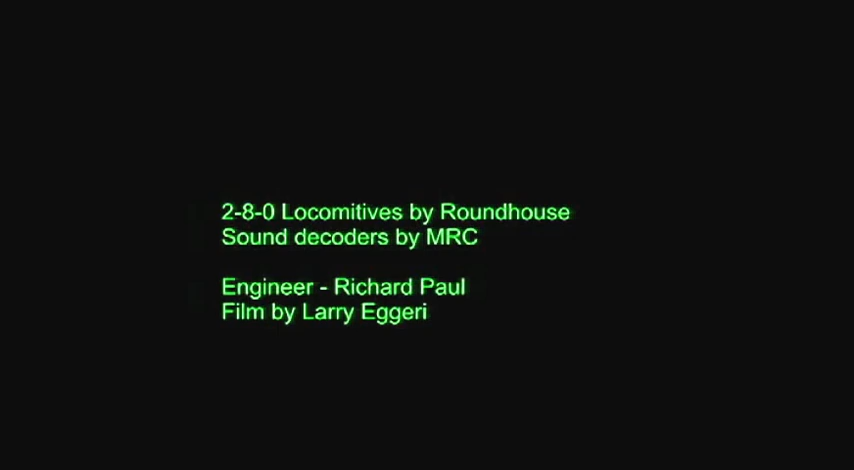 2-8-0 Locomitives by Roundhouse
Sound decoders by MRC
Engineer - Richard Paul
Film by Larry Eggeri